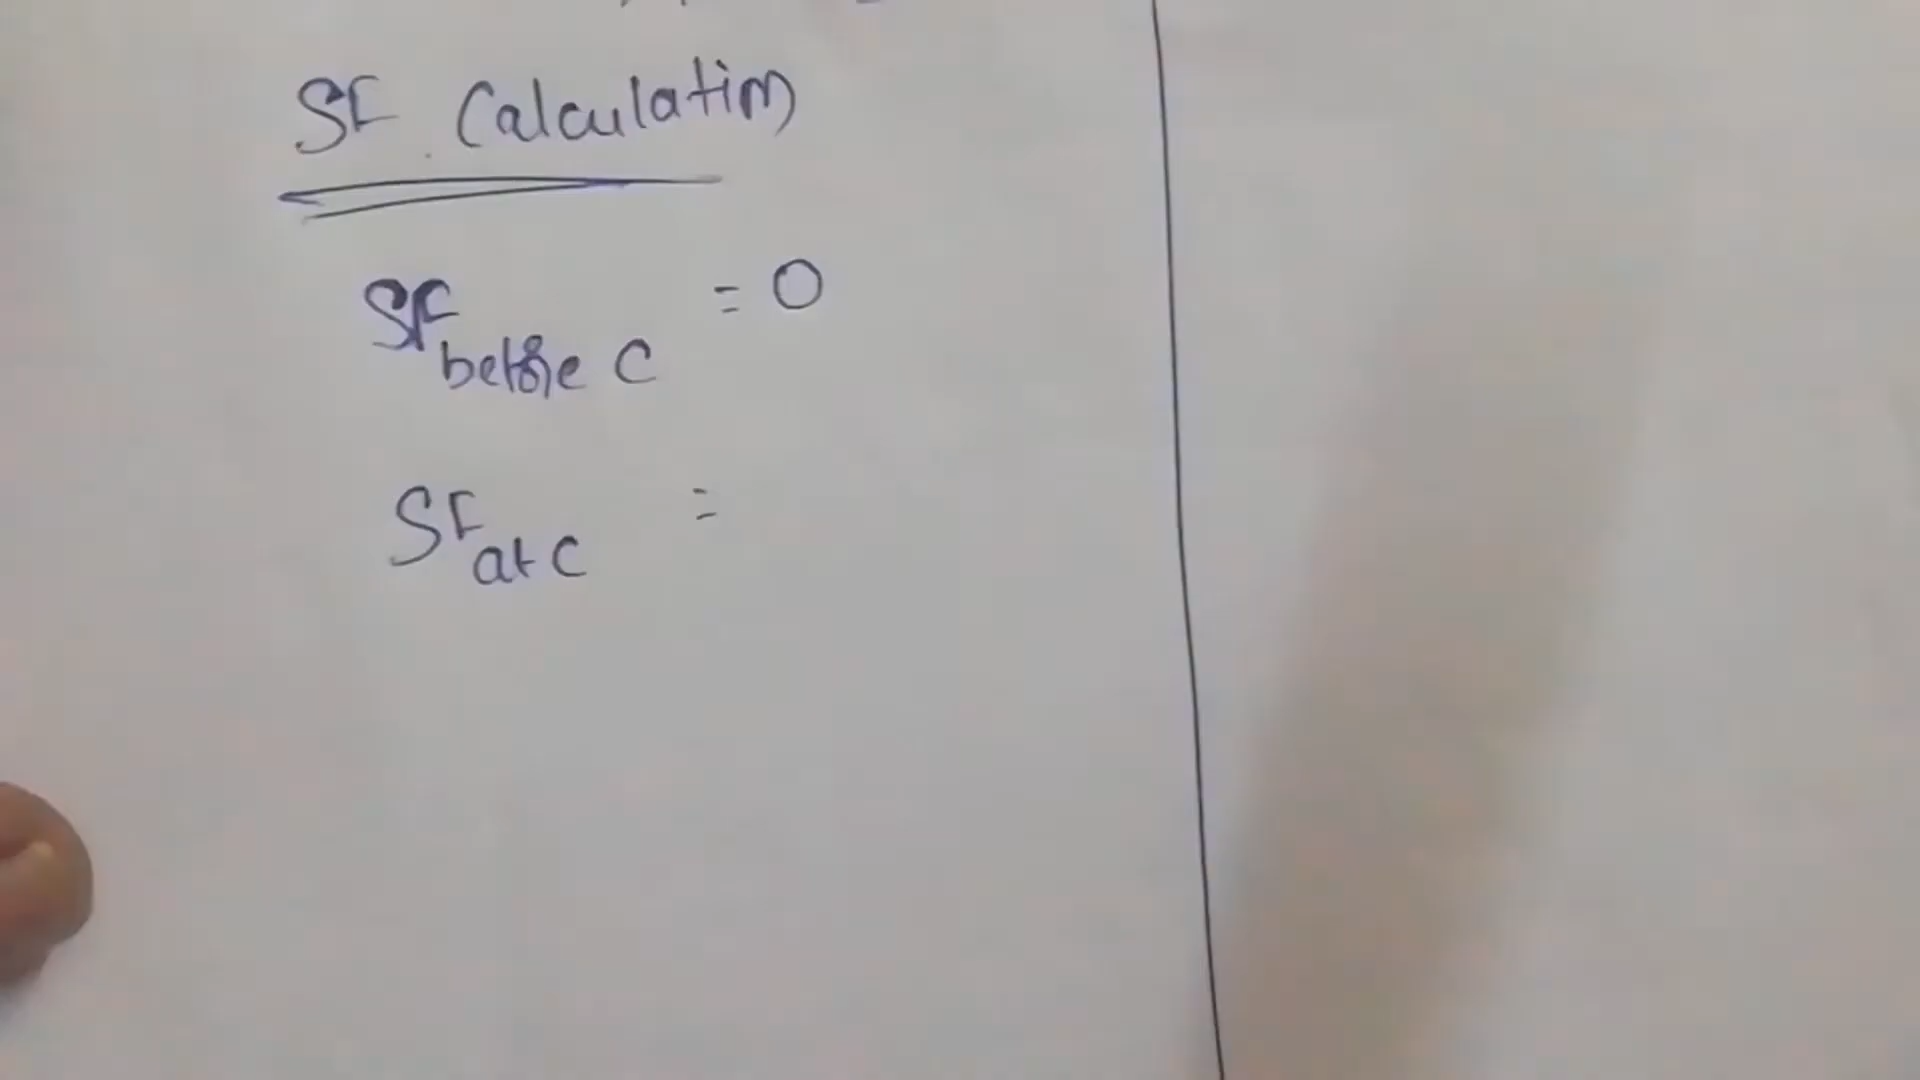 SF Calculation
SF before C = 0
SF at C =